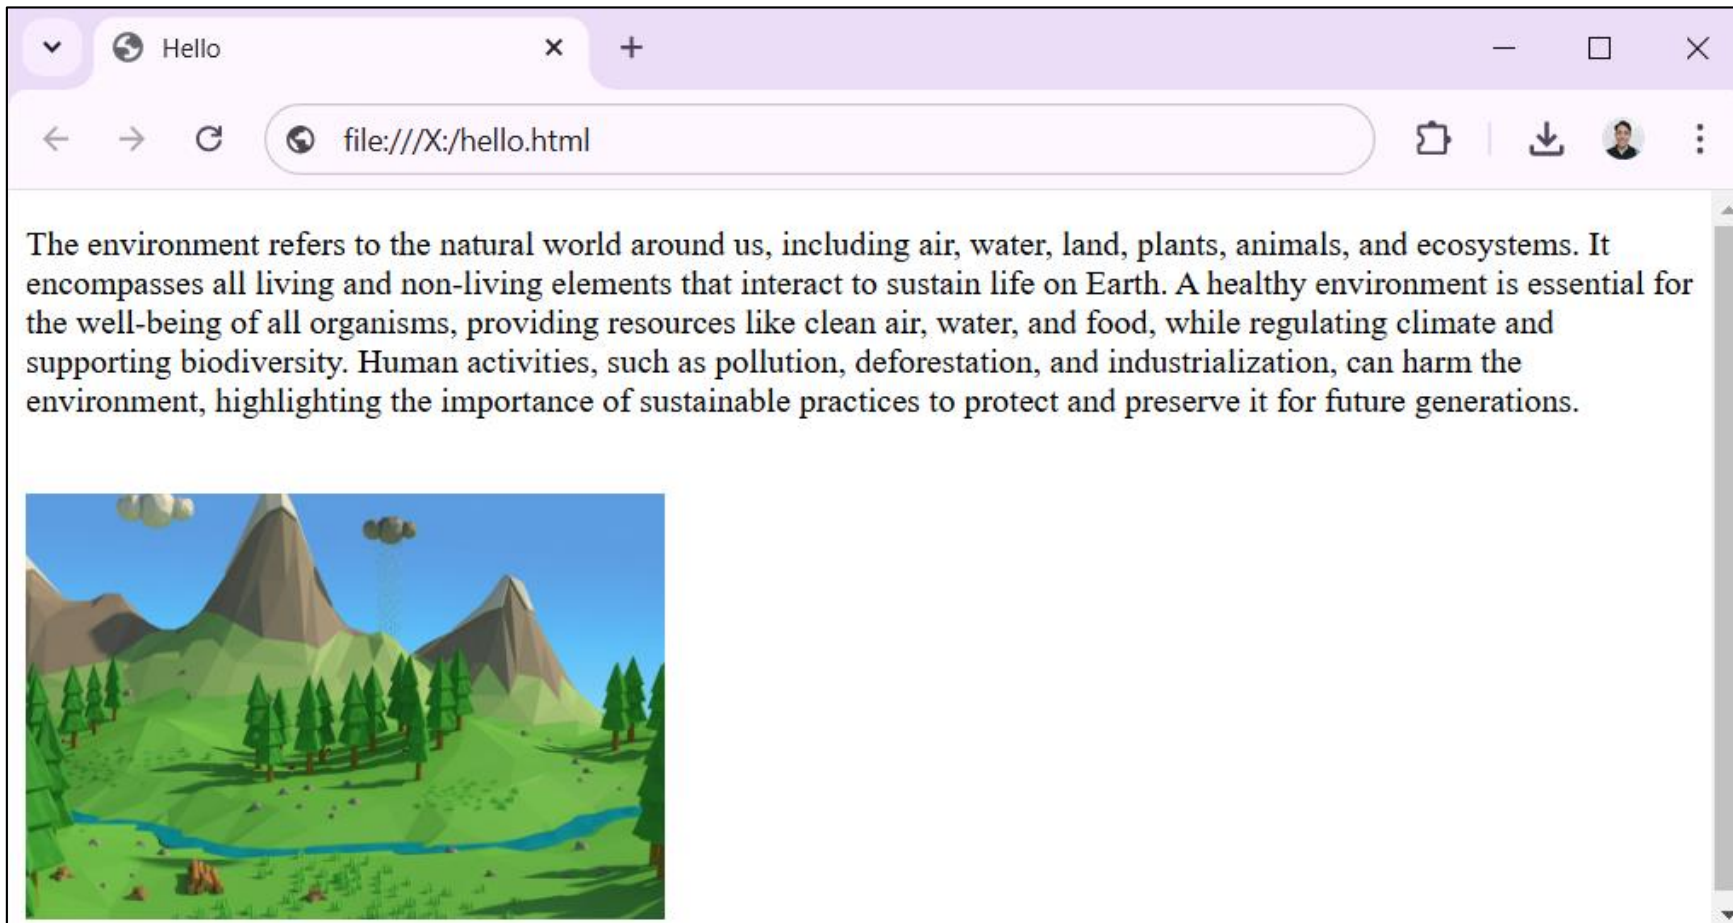 Hello
file:///X:/hello.html
The environment refers to the natural world around us, including air, water, land, plants, animals, and ecosystems. It
encompasses all living and non-living elements that interact to sustain life on Earth. A healthy environment is essential for
the well-being of all organisms, providing resources like clean air, water, and food, while regulating climate and
supporting biodiversity. Human activities, such as pollution, deforestation, and industrialization, can harm the
environment, highlighting the importance of sustainable practices to protect and preserve it for future generations.